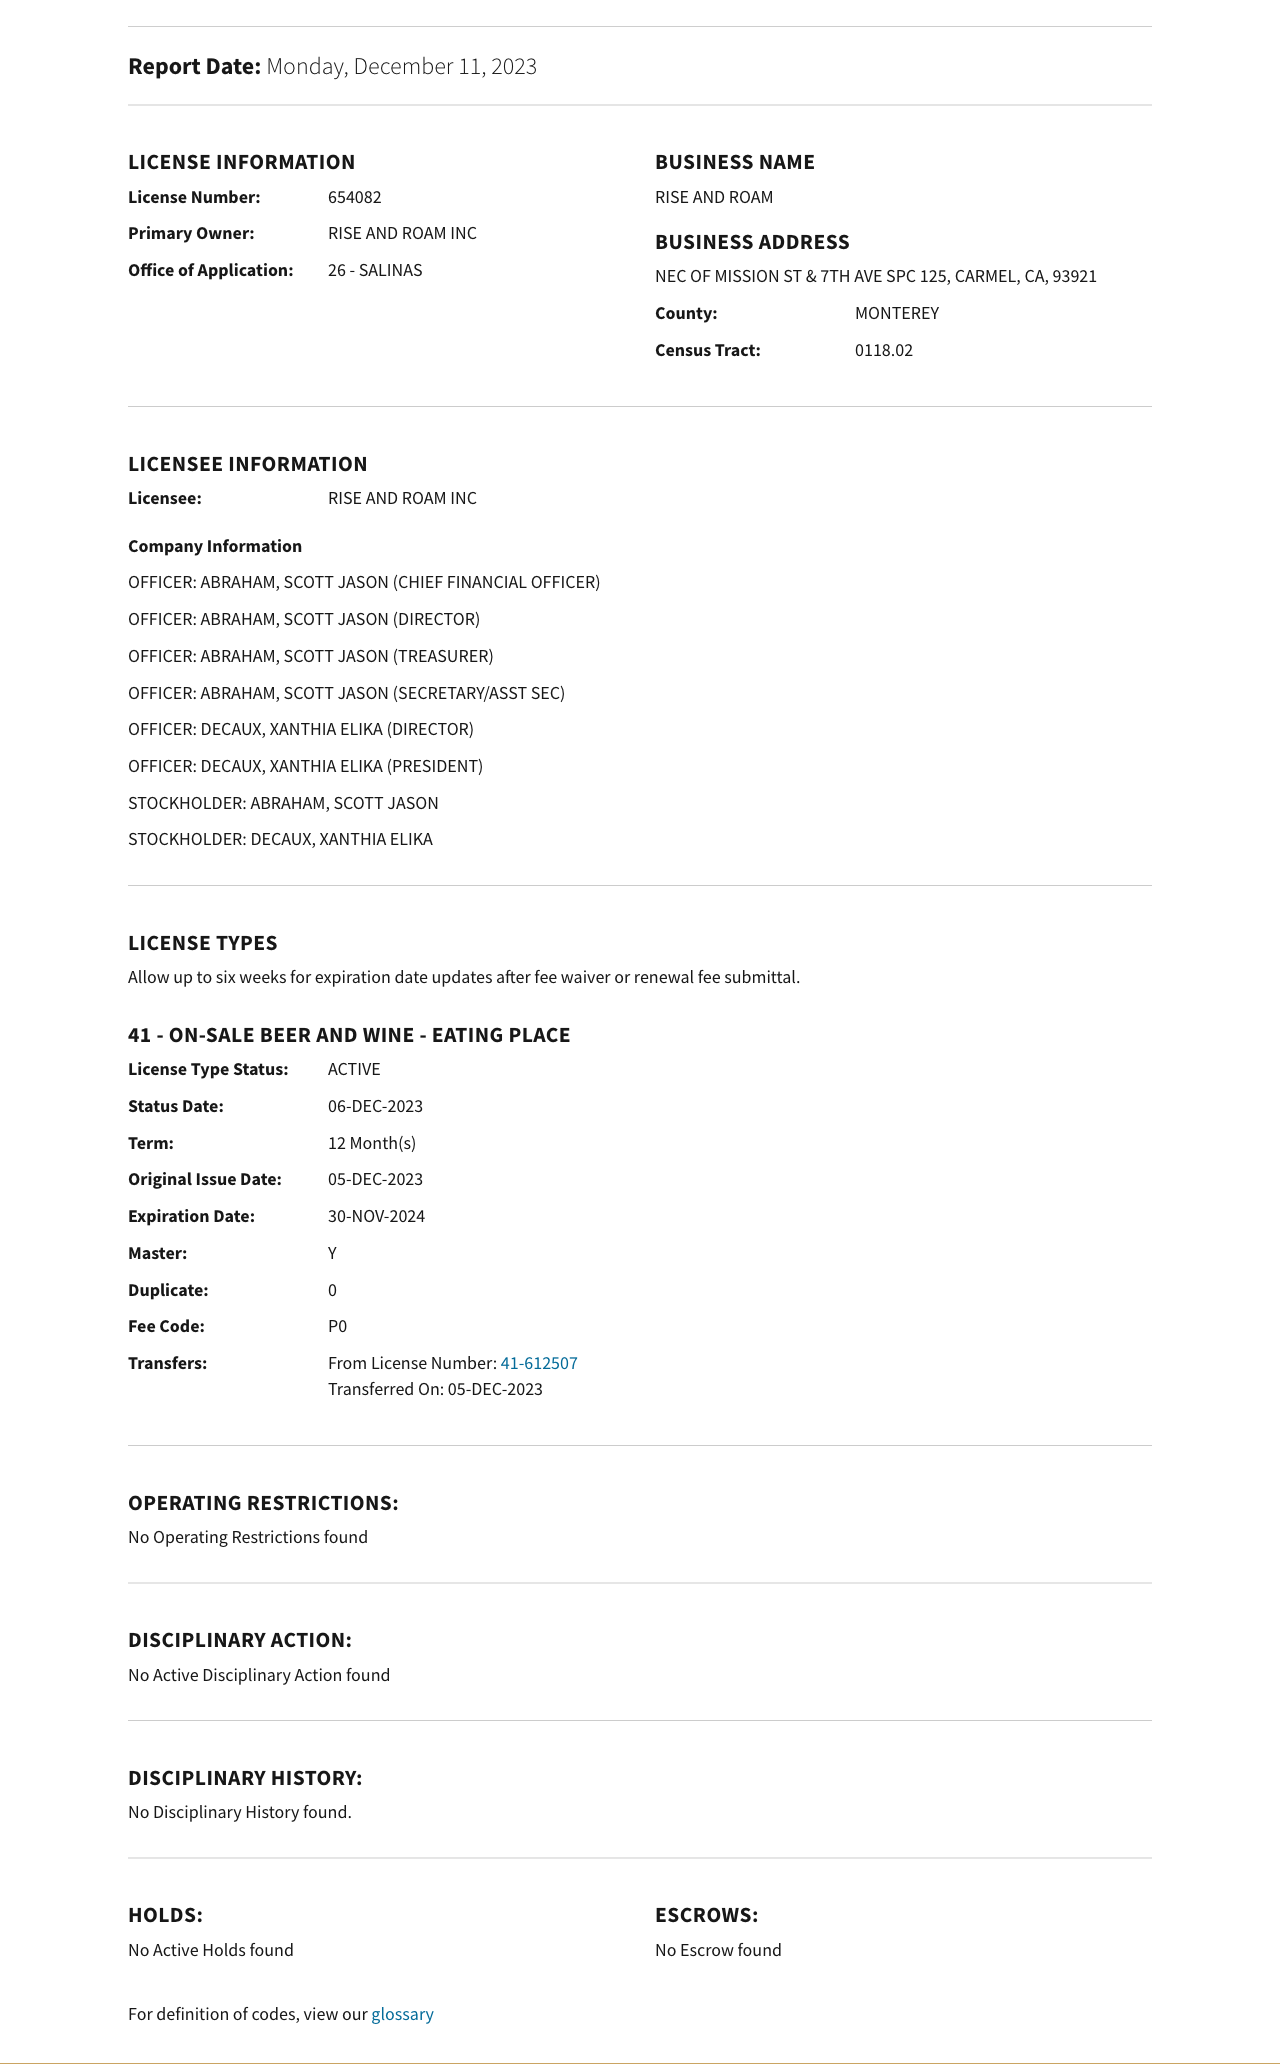 Report Date: Monday, December 11, 2023
LICENSE INFORMATION
License Number: 654082
Primary Owner: RISE AND ROAM INC
Office of Application: 26 - SALINAS
BUSINESS NAME
RISE AND ROAM
BUSINESS ADDRESS
NEC OF MISSION ST & 7TH AVE SPC 125, CARMEL, CA, 93921
County: MONTEREY
Census Tract: 0118.02
LICENSEE INFORMATION
Licensee: RISE AND ROAM INC
Company Information
OFFICER: ABRAHAM, SCOTT JASON (CHIEF FINANCIAL OFFICER)
OFFICER: ABRAHAM, SCOTT JASON (DIRECTOR)
OFFICER: ABRAHAM, SCOTT JASON (TREASURER)
OFFICER: ABRAHAM, SCOTT JASON (SECRETARY/ASST SEC)
OFFICER: DECAUX, XANTHIA ELIKA (DIRECTOR)
OFFICER: DECAUX, XANTHIA ELIKA (PRESIDENT)
STOCKHOLDER: ABRAHAM, SCOTT JASON
STOCKHOLDER: DECAUX, XANTHIA ELIKA
LICENSE TYPES
Allow up to six weeks for expiration date updates after fee waiver or renewal fee submittal.
41 - ON-SALE BEER AND WINE - EATING PLACE
License Type Status: ACTIVE
Status Date: 06-DEC-2023
Term: 12 Month(s)
Original Issue Date: 05-DEC-2023
Expiration Date: 30-NOV-2024
Master: Y
Duplicate: 0
Fee Code: P0
Transfers: From License Number: 41-612507
Transferred On: 05-DEC-2023
OPERATING RESTRICTIONS:
No Operating Restrictions found
DISCIPLINARY ACTION:
No Active Disciplinary Action found
DISCIPLINARY HISTORY:
No Disciplinary History found.
HOLDS:
No Active Holds found
ESCROWS:
No Escrow found
For definition of codes, view our glossary